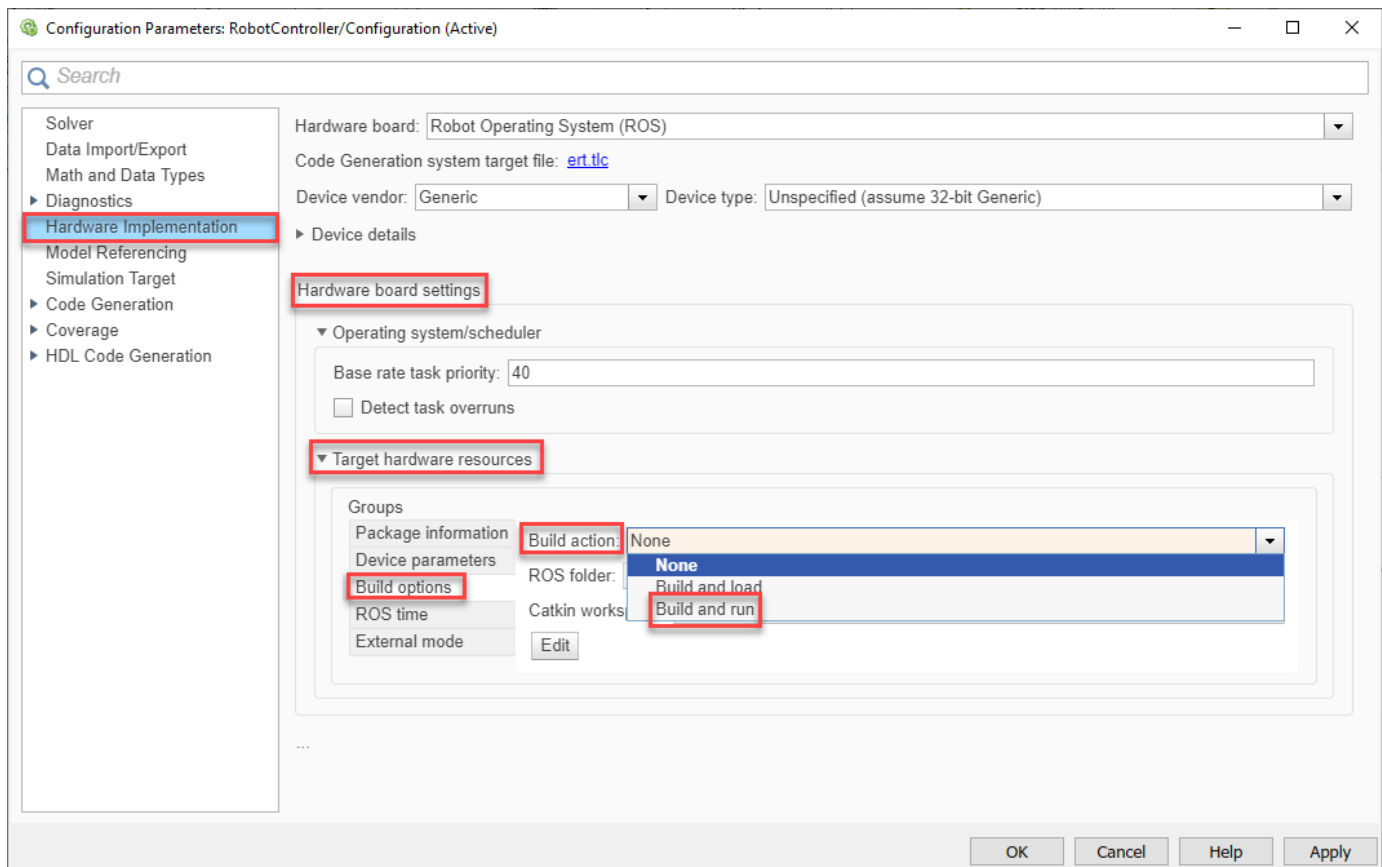 Configuration Parameters: RobotController/Configuration (Active)
Search
Solver
Data Import/Export
Math and Data Types
Diagnostics
Hardware Implementation
Model Referencing
Simulation Target
Code Generation
Coverage
HDL Code Generation
Hardware board: Robot Operating System (ROS)
Code Generation system target file: ert.tlc
Device vendor: Generic Device type: Unspecified (assume 32-bit Generic)
Device details
Hardware board settings
Operating system/scheduler
Base rate task priority: 40
Detect task overruns
Target hardware resources
Groups
Package information
Device parameters
Build options
ROS time
External mode
Build action: None
None
Build and load
Build and run
ROS folder:
Catkin works
Edit
...
OK Cancel Help Apply